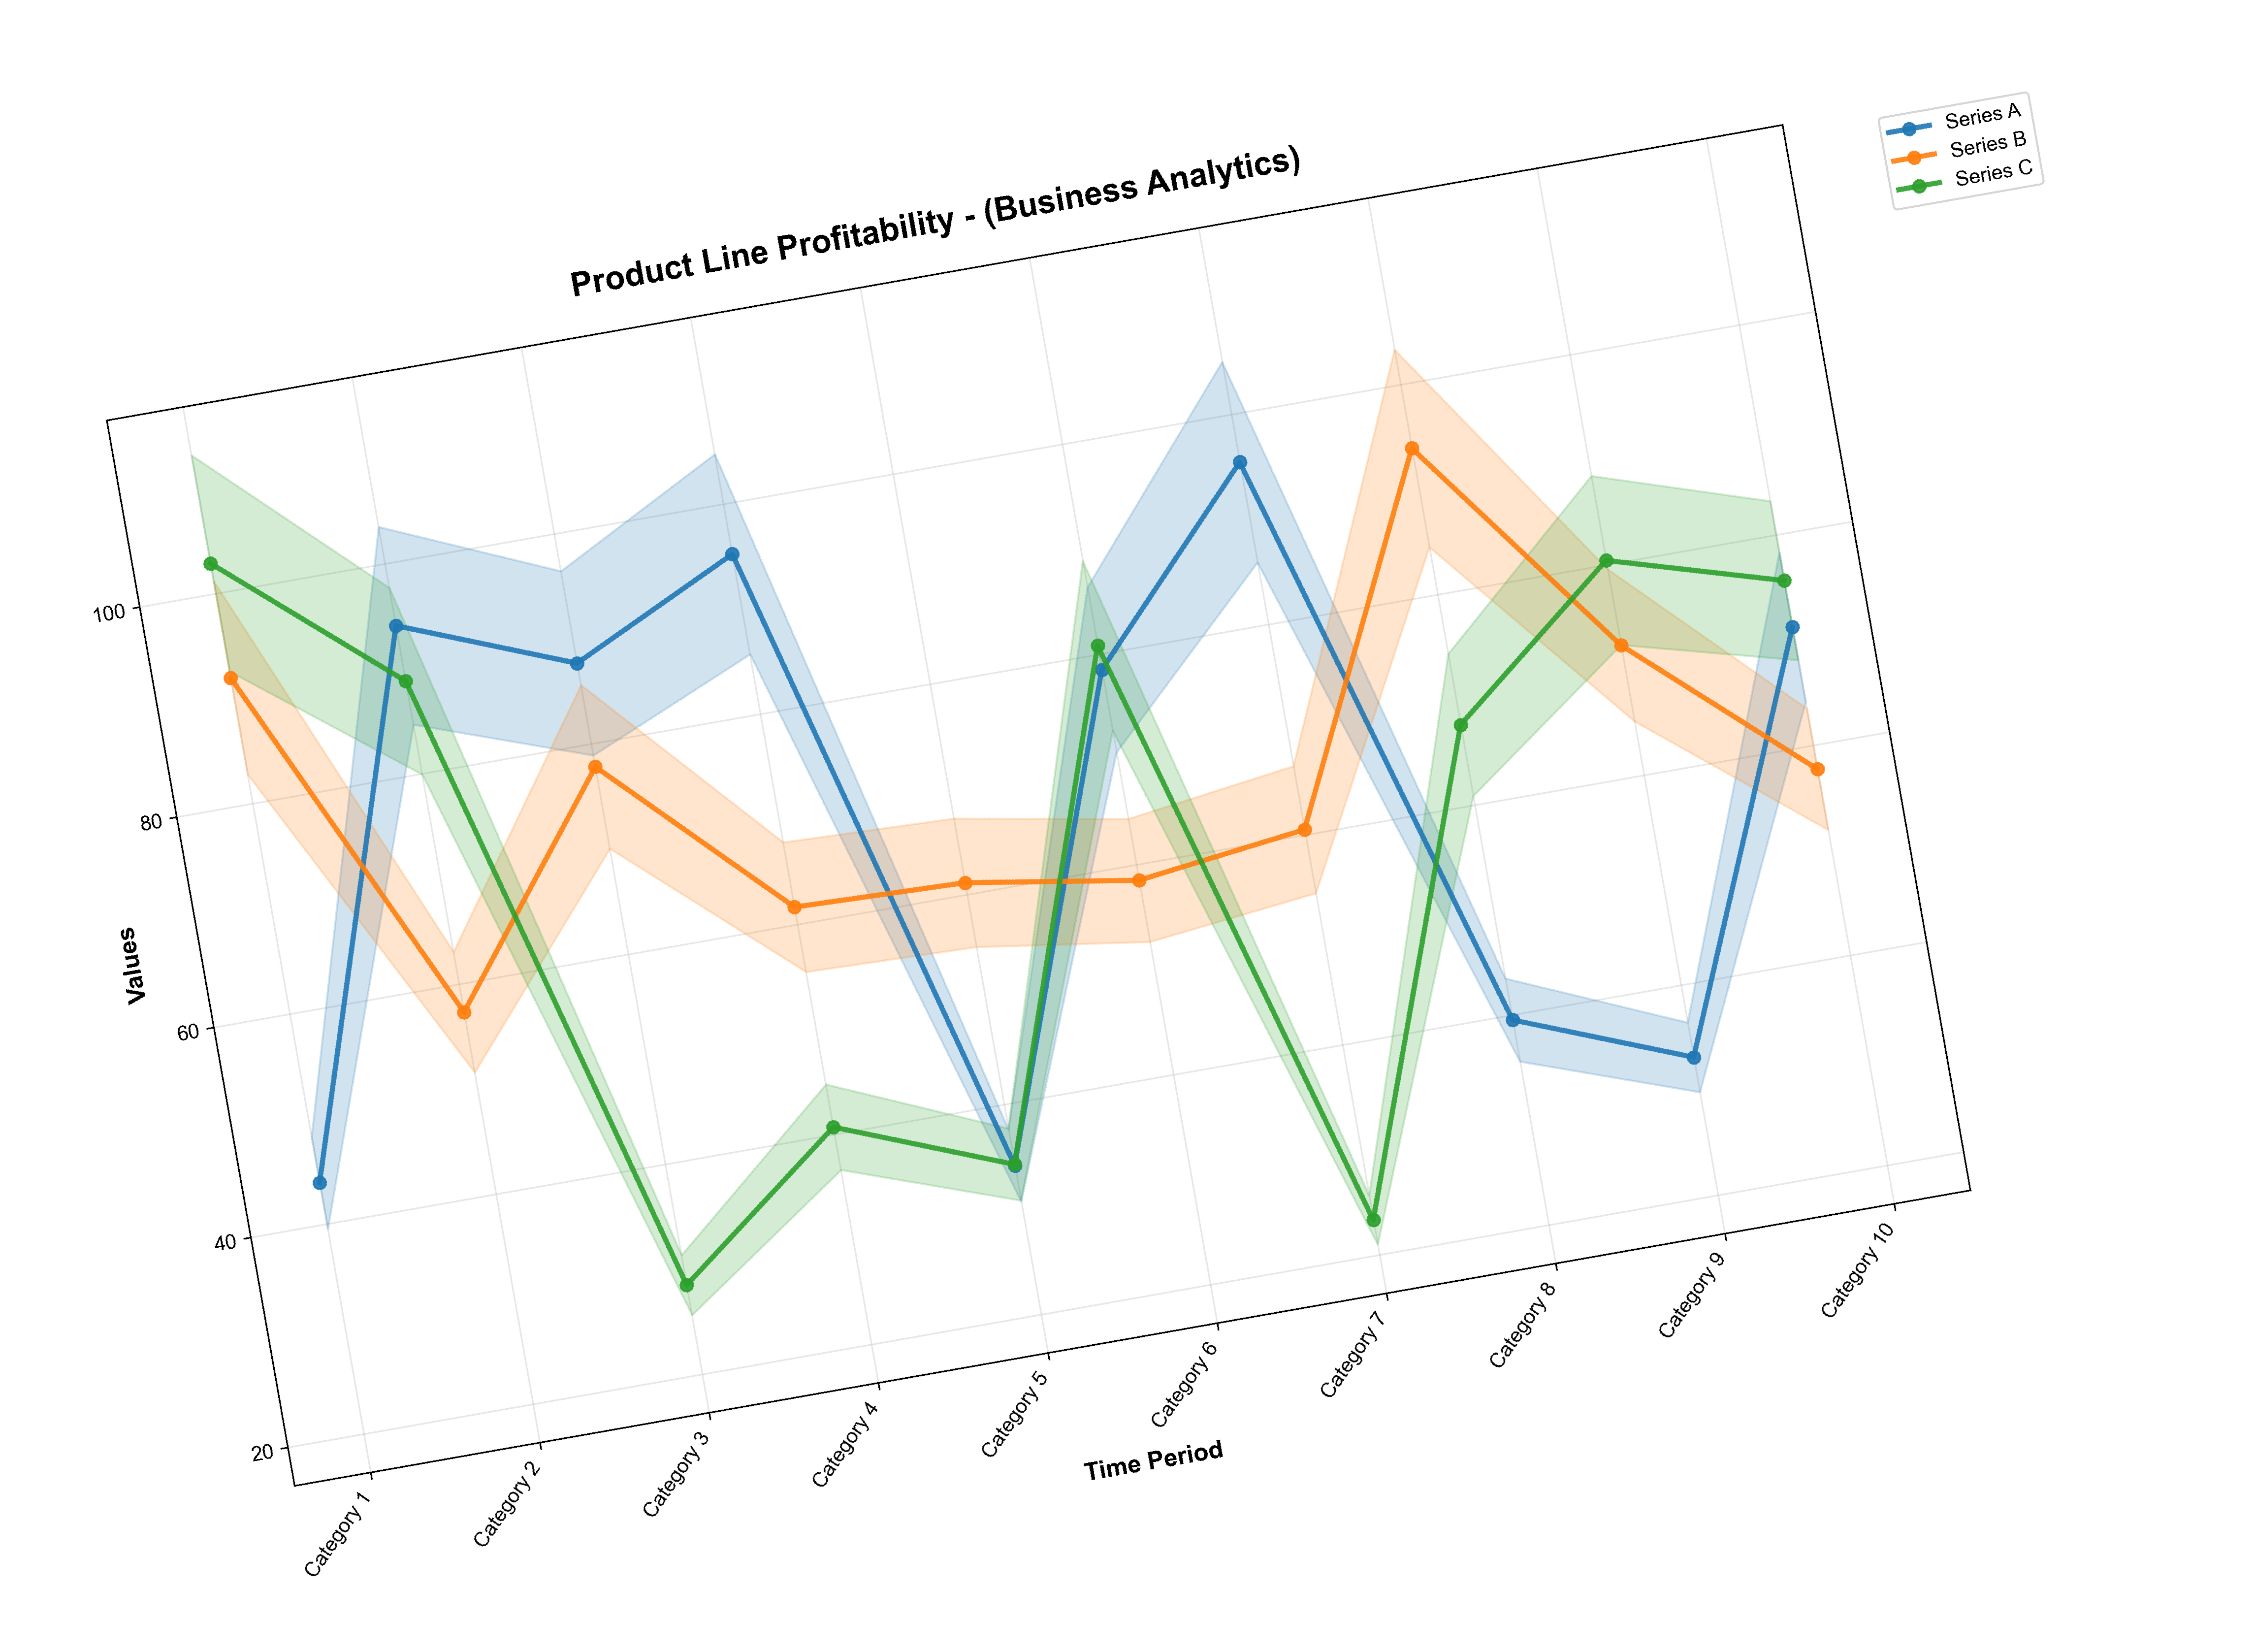 Product Line Profitability - (Business Analytics)
Series A
Series B
Series C
Values
100
80
60
40
20
Category 1
Category 2
Category 3
Category 4
Category 5
Category 6
Category 7
Category 8
Category 9
Category 10
Time Period